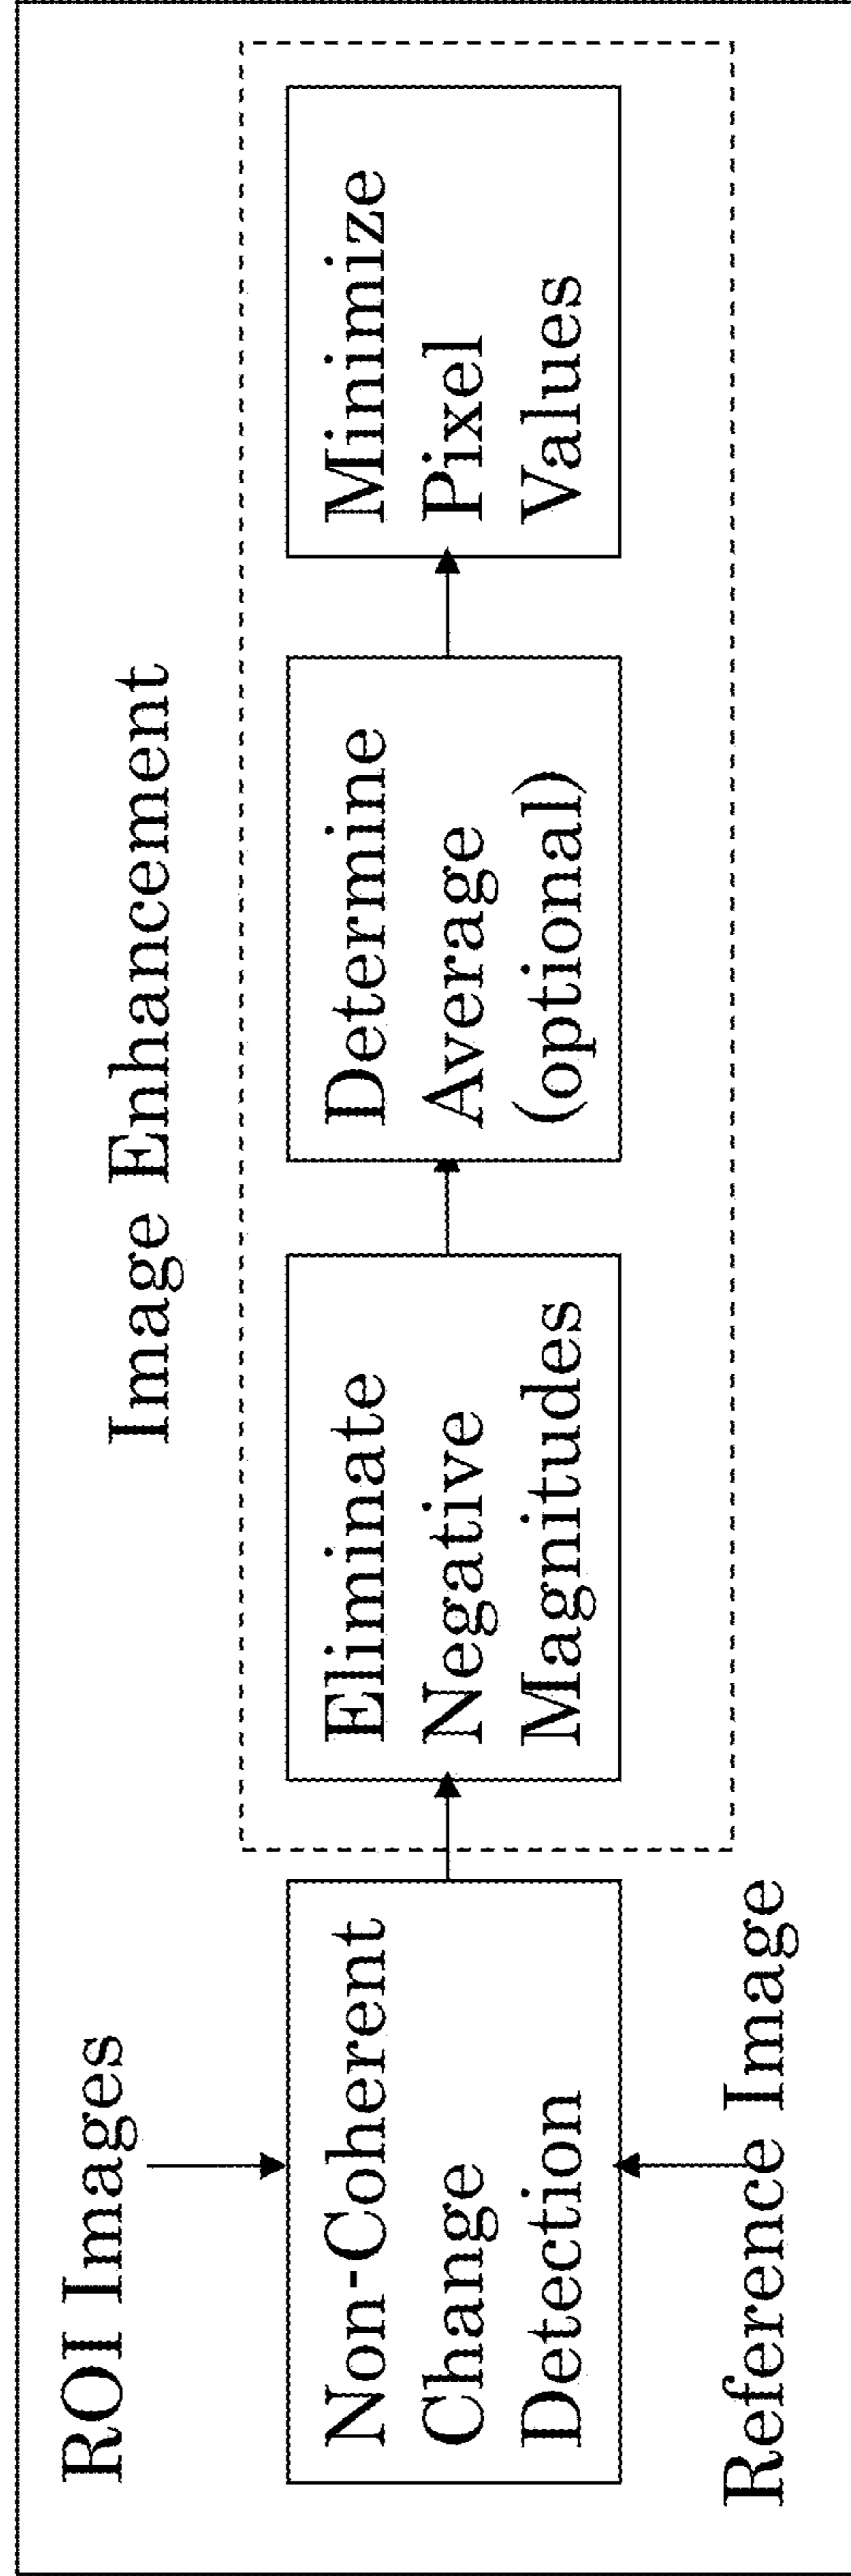 ROI Images
Image Enhancement
Non-Coherent
Change
Detection
Eliminate
Negative
Magnitudes
Determine
Average
(optional)
Minimize
Pixel
Values
Reference Image